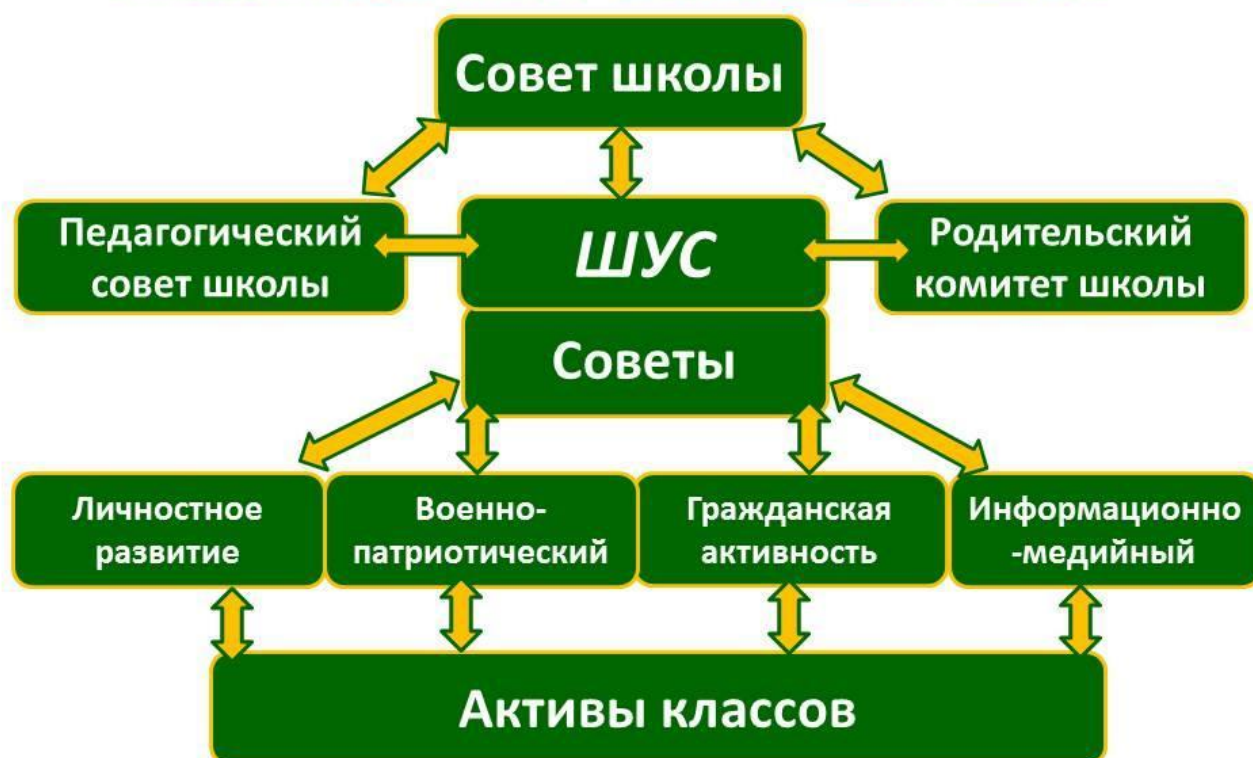 Совет школы
Педагогический
совет школы
ШУС
Родительский
комитет школы
Советы
Личностное
развитие
Военно-
патриотический
Гражданская
активность
Информационно
-медийный
Активы классов